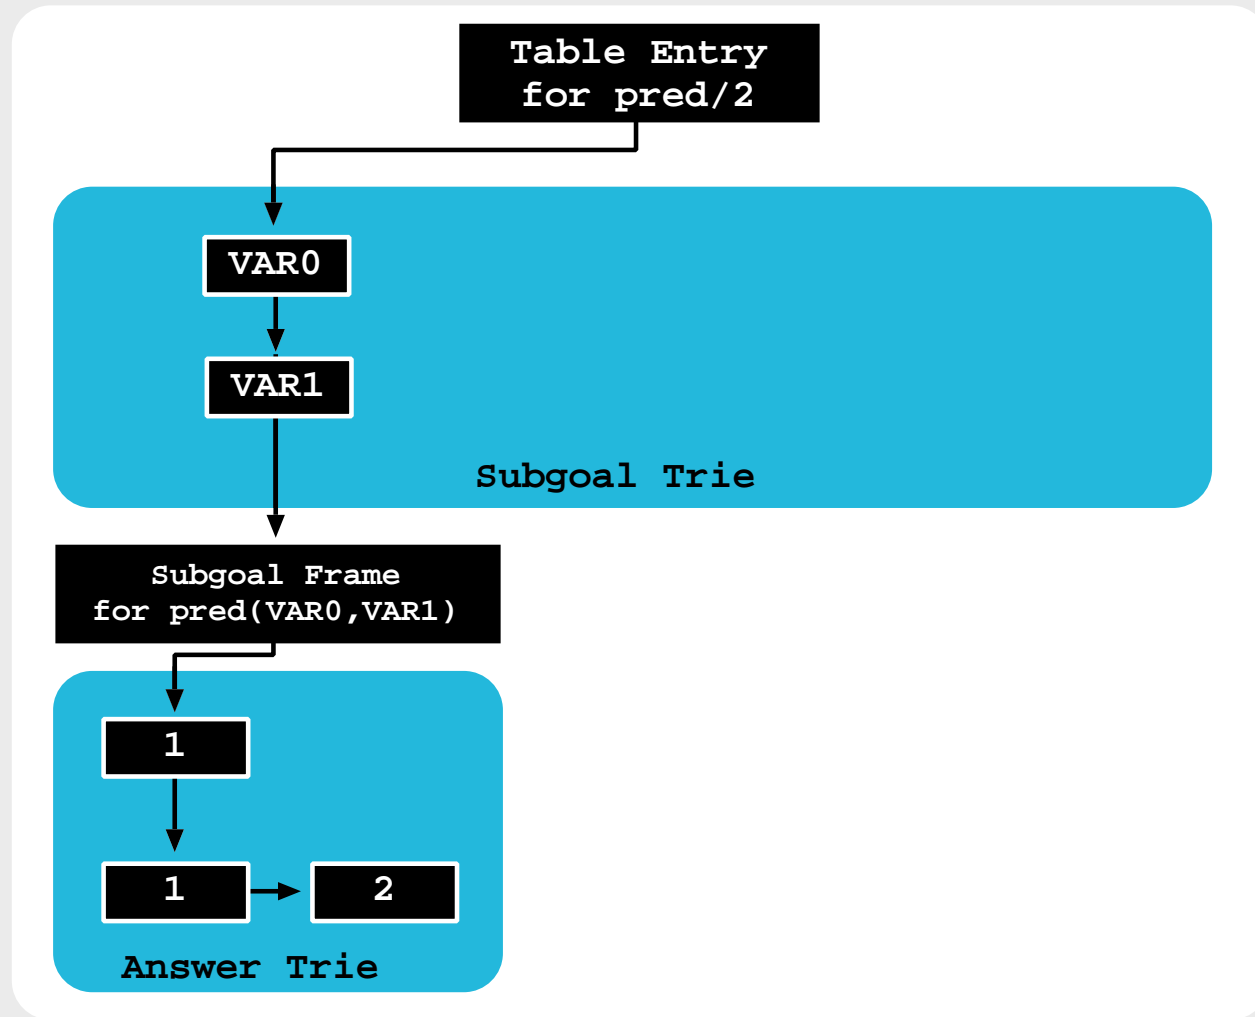 Table Entry
for pred/2
VAR0
VAR1
Subgoal Trie
Subgoal Frame
for pred(VAR0,VAR1)
1
1
2
Answer Trie